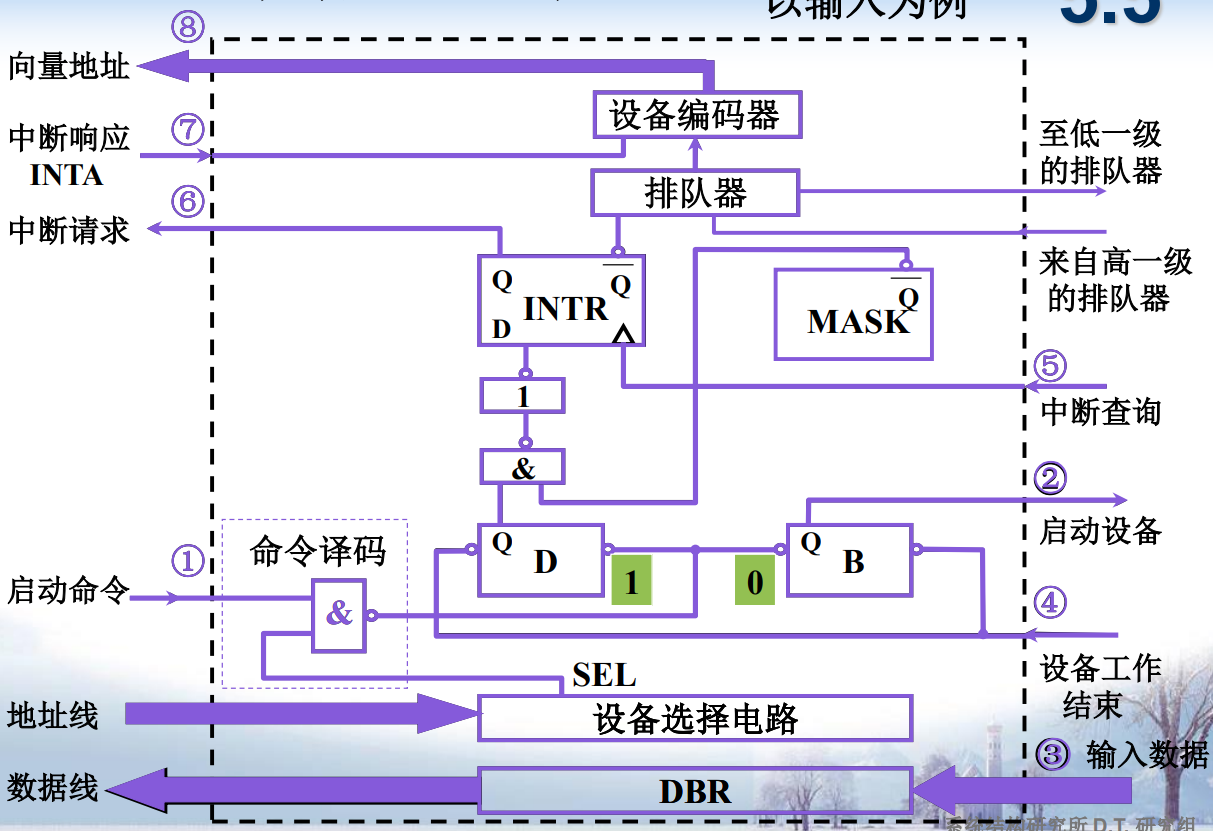 以输入为例
5.5
⑧
向量地址
设备编码器
⑦
中断响应
INTA
至低一级
的排队器
排队器
⑥
中断请求
来自高一级
的排队器
Q
Q
INTR
D
Q
MASK
⑤
中断查询
1
&
②
启动设备
命令译码
①
启动命令
&
Q
D
1
0
Q
B
④
设备工作
结束
SEL
地址线
设备选择电路
③ 输入数据
数据线
DBR
系统结构研究所 D.T. 研究组